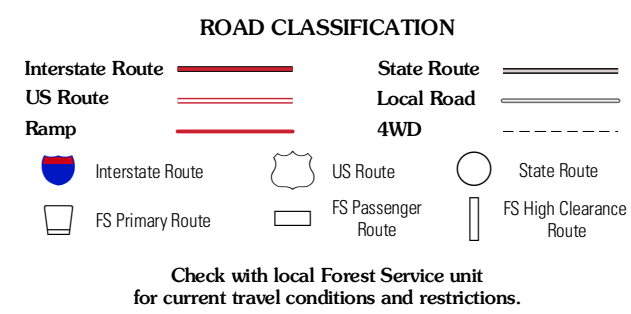 ROAD CLASSIFICATION
Interstate Route
State Route
US Route
Local Road
Ramp
4WD
Interstate Route
US Route
State Route
FS Primary Route
FS Passenger
Route
FS High Clearance
Route
Check with local Forest Service unit
for current travel conditions and restrictions.